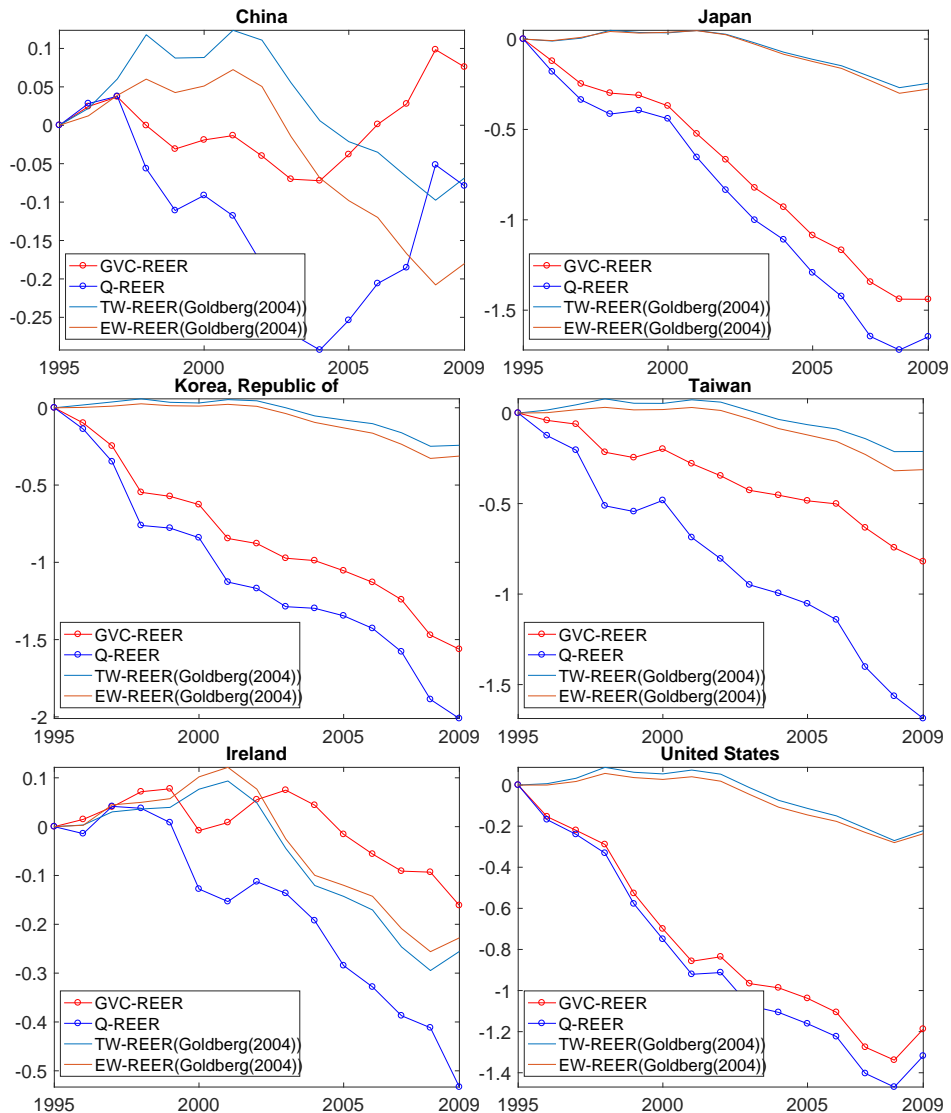 China
0.1
0.05
0
-0.05
-0.1
-0.15
-0.2
-0.25
GVC-REER
Q-REER
TW-REER(Goldberg(2004))
EW-REER(Goldberg(2004))
1995 2000 2005 2009
Japan
0
-0.5
-1
-1.5
GVC-REER
Q-REER
TW-REER(Goldberg(2004))
EW-REER(Goldberg(2004))
1995 2000 2005 2009
Korea, Republic of
0
-0.5
-1
-1.5
-2
GVC-REER
Q-REER
TW-REER(Goldberg(2004))
EW-REER(Goldberg(2004))
1995 2000 2005 2009
Taiwan
0
-0.5
-1
-1.5
GVC-REER
Q-REER
TW-REER(Goldberg(2004))
EW-REER(Goldberg(2004))
1995 2000 2005 2009
Ireland
0.1
0
-0.1
-0.2
-0.3
-0.4
-0.5
GVC-REER
Q-REER
TW-REER(Goldberg(2004))
EW-REER(Goldberg(2004))
1995 2000 2005 2009
United States
0
-0.2
-0.4
-0.6
-0.8
-1
-1.2
-1.4
GVC-REER
Q-REER
TW-REER(Goldberg(2004))
EW-REER(Goldberg(2004))
1995 2000 2005 2009